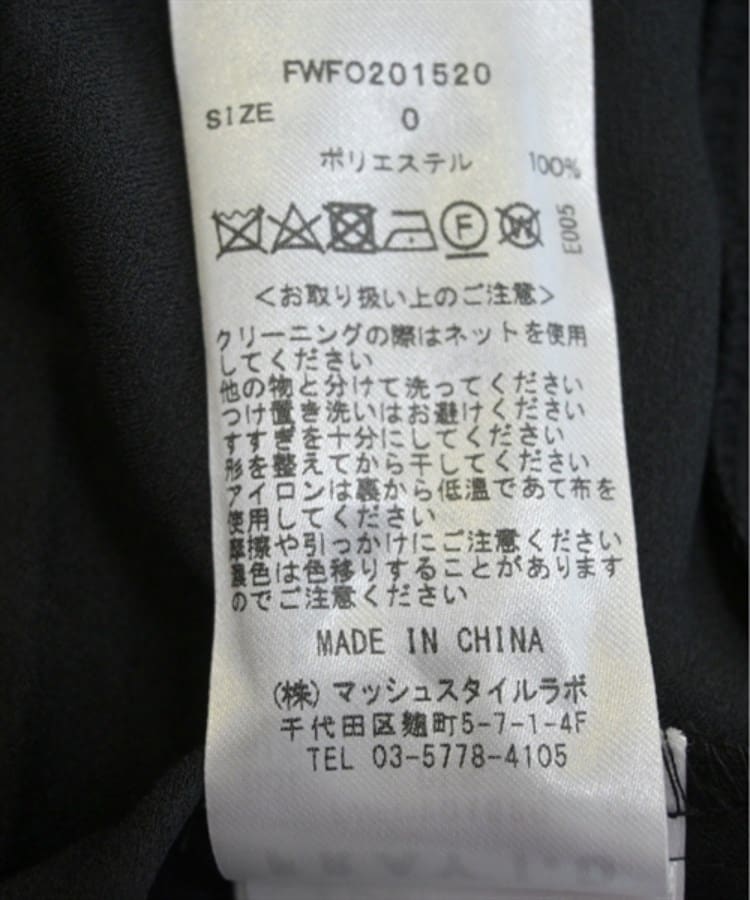 FWFO201520
SIZE 0
ポリエステル 100%
F W E005
<お取り扱い上のご注意>
クリーニングの際はネットを使用
してください
他の物と分けて洗ってください
つけ置き洗いはお避けください
すすぎを十分にしてください
形を整えてから干してください
アイロンは裏から低温であて布を
使用してください
摩擦や引っかけにご注意ください
濃色は色移りすることがあります
のでご注意ください
MADE IN CHINA
(株)マッシュスタイルラボ
千代田区麹町5-7-1-4F
TEL 03-5778-4105